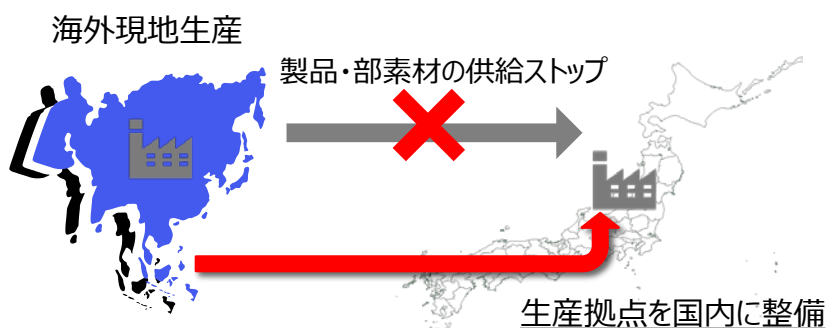 海外現地生産
製品・部素材の供給ストップ
生産拠点を国内に整備